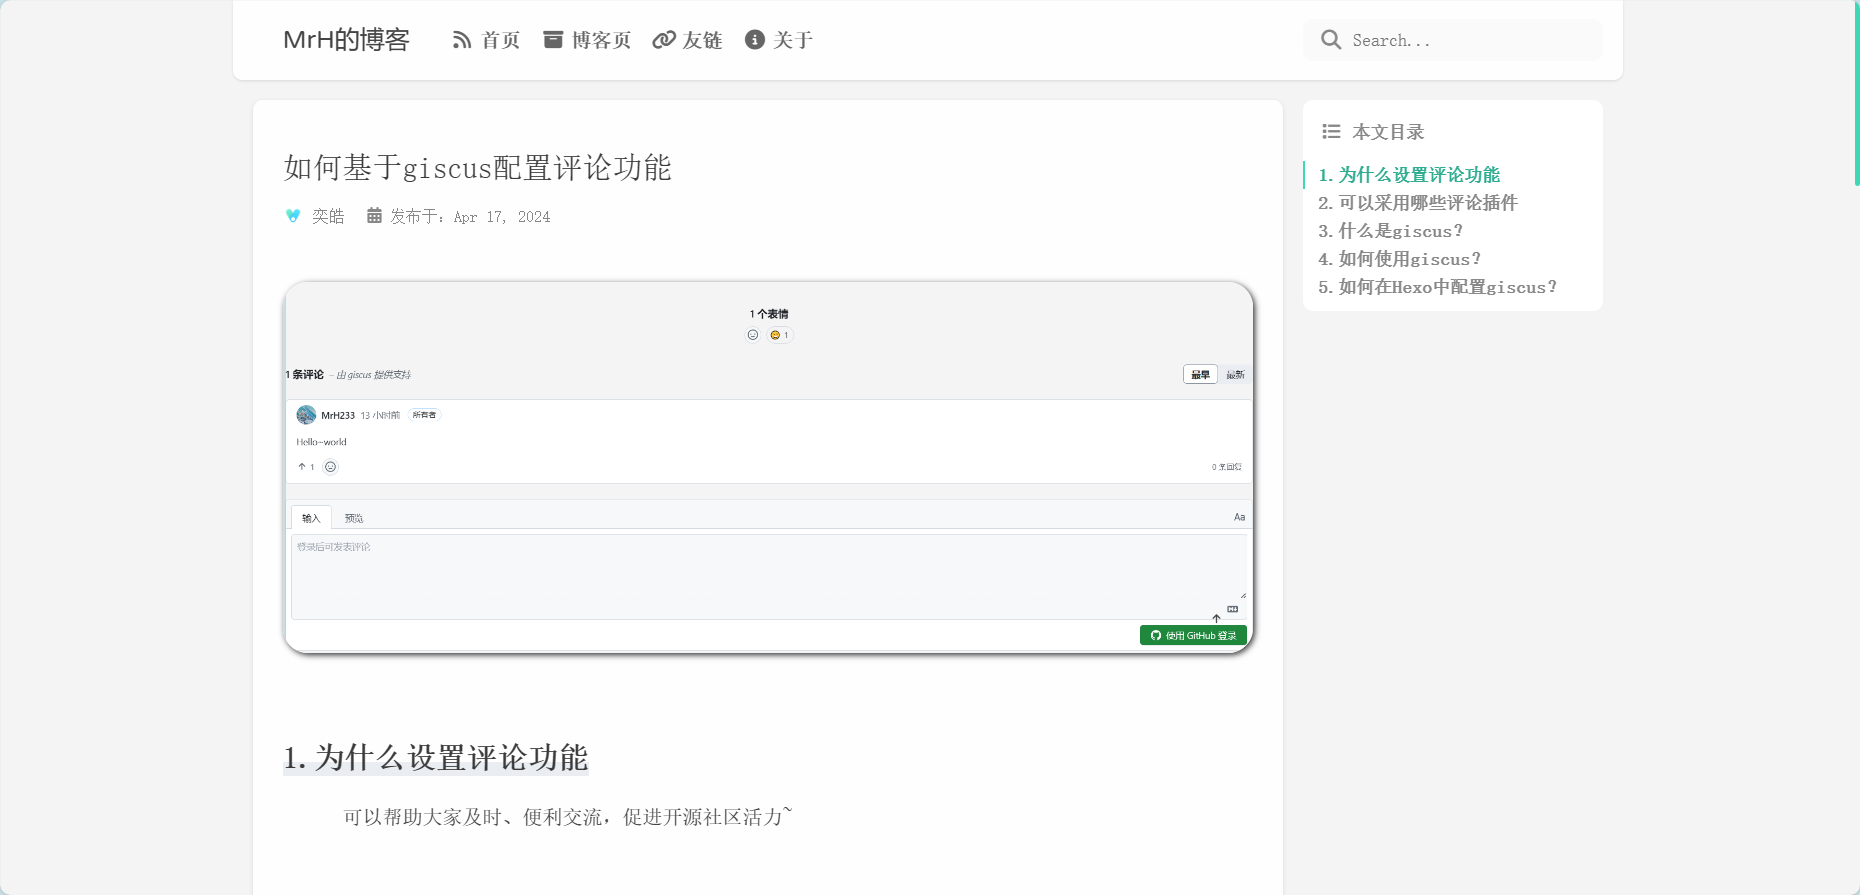 MrH的博客
首页
博客页
友链
关于
Search...
如何基于giscus配置评论功能
奕皓
发布于：Apr 17, 2024
1 个表情
1
1 条评论 – 由 giscus 提供支持
最早
最新
MrH233 13 小时前 所有者
Hello~world
1
0 条回复
输入
预览
Aa
登录后可发表评论
使用 GitHub 登录
1. 为什么设置评论功能
可以帮助大家及时、便利交流，促进开源社区活力~
本文目录
1. 为什么设置评论功能
2. 可以采用哪些评论插件
3. 什么是giscus？
4. 如何使用giscus？
5. 如何在Hexo中配置giscus？